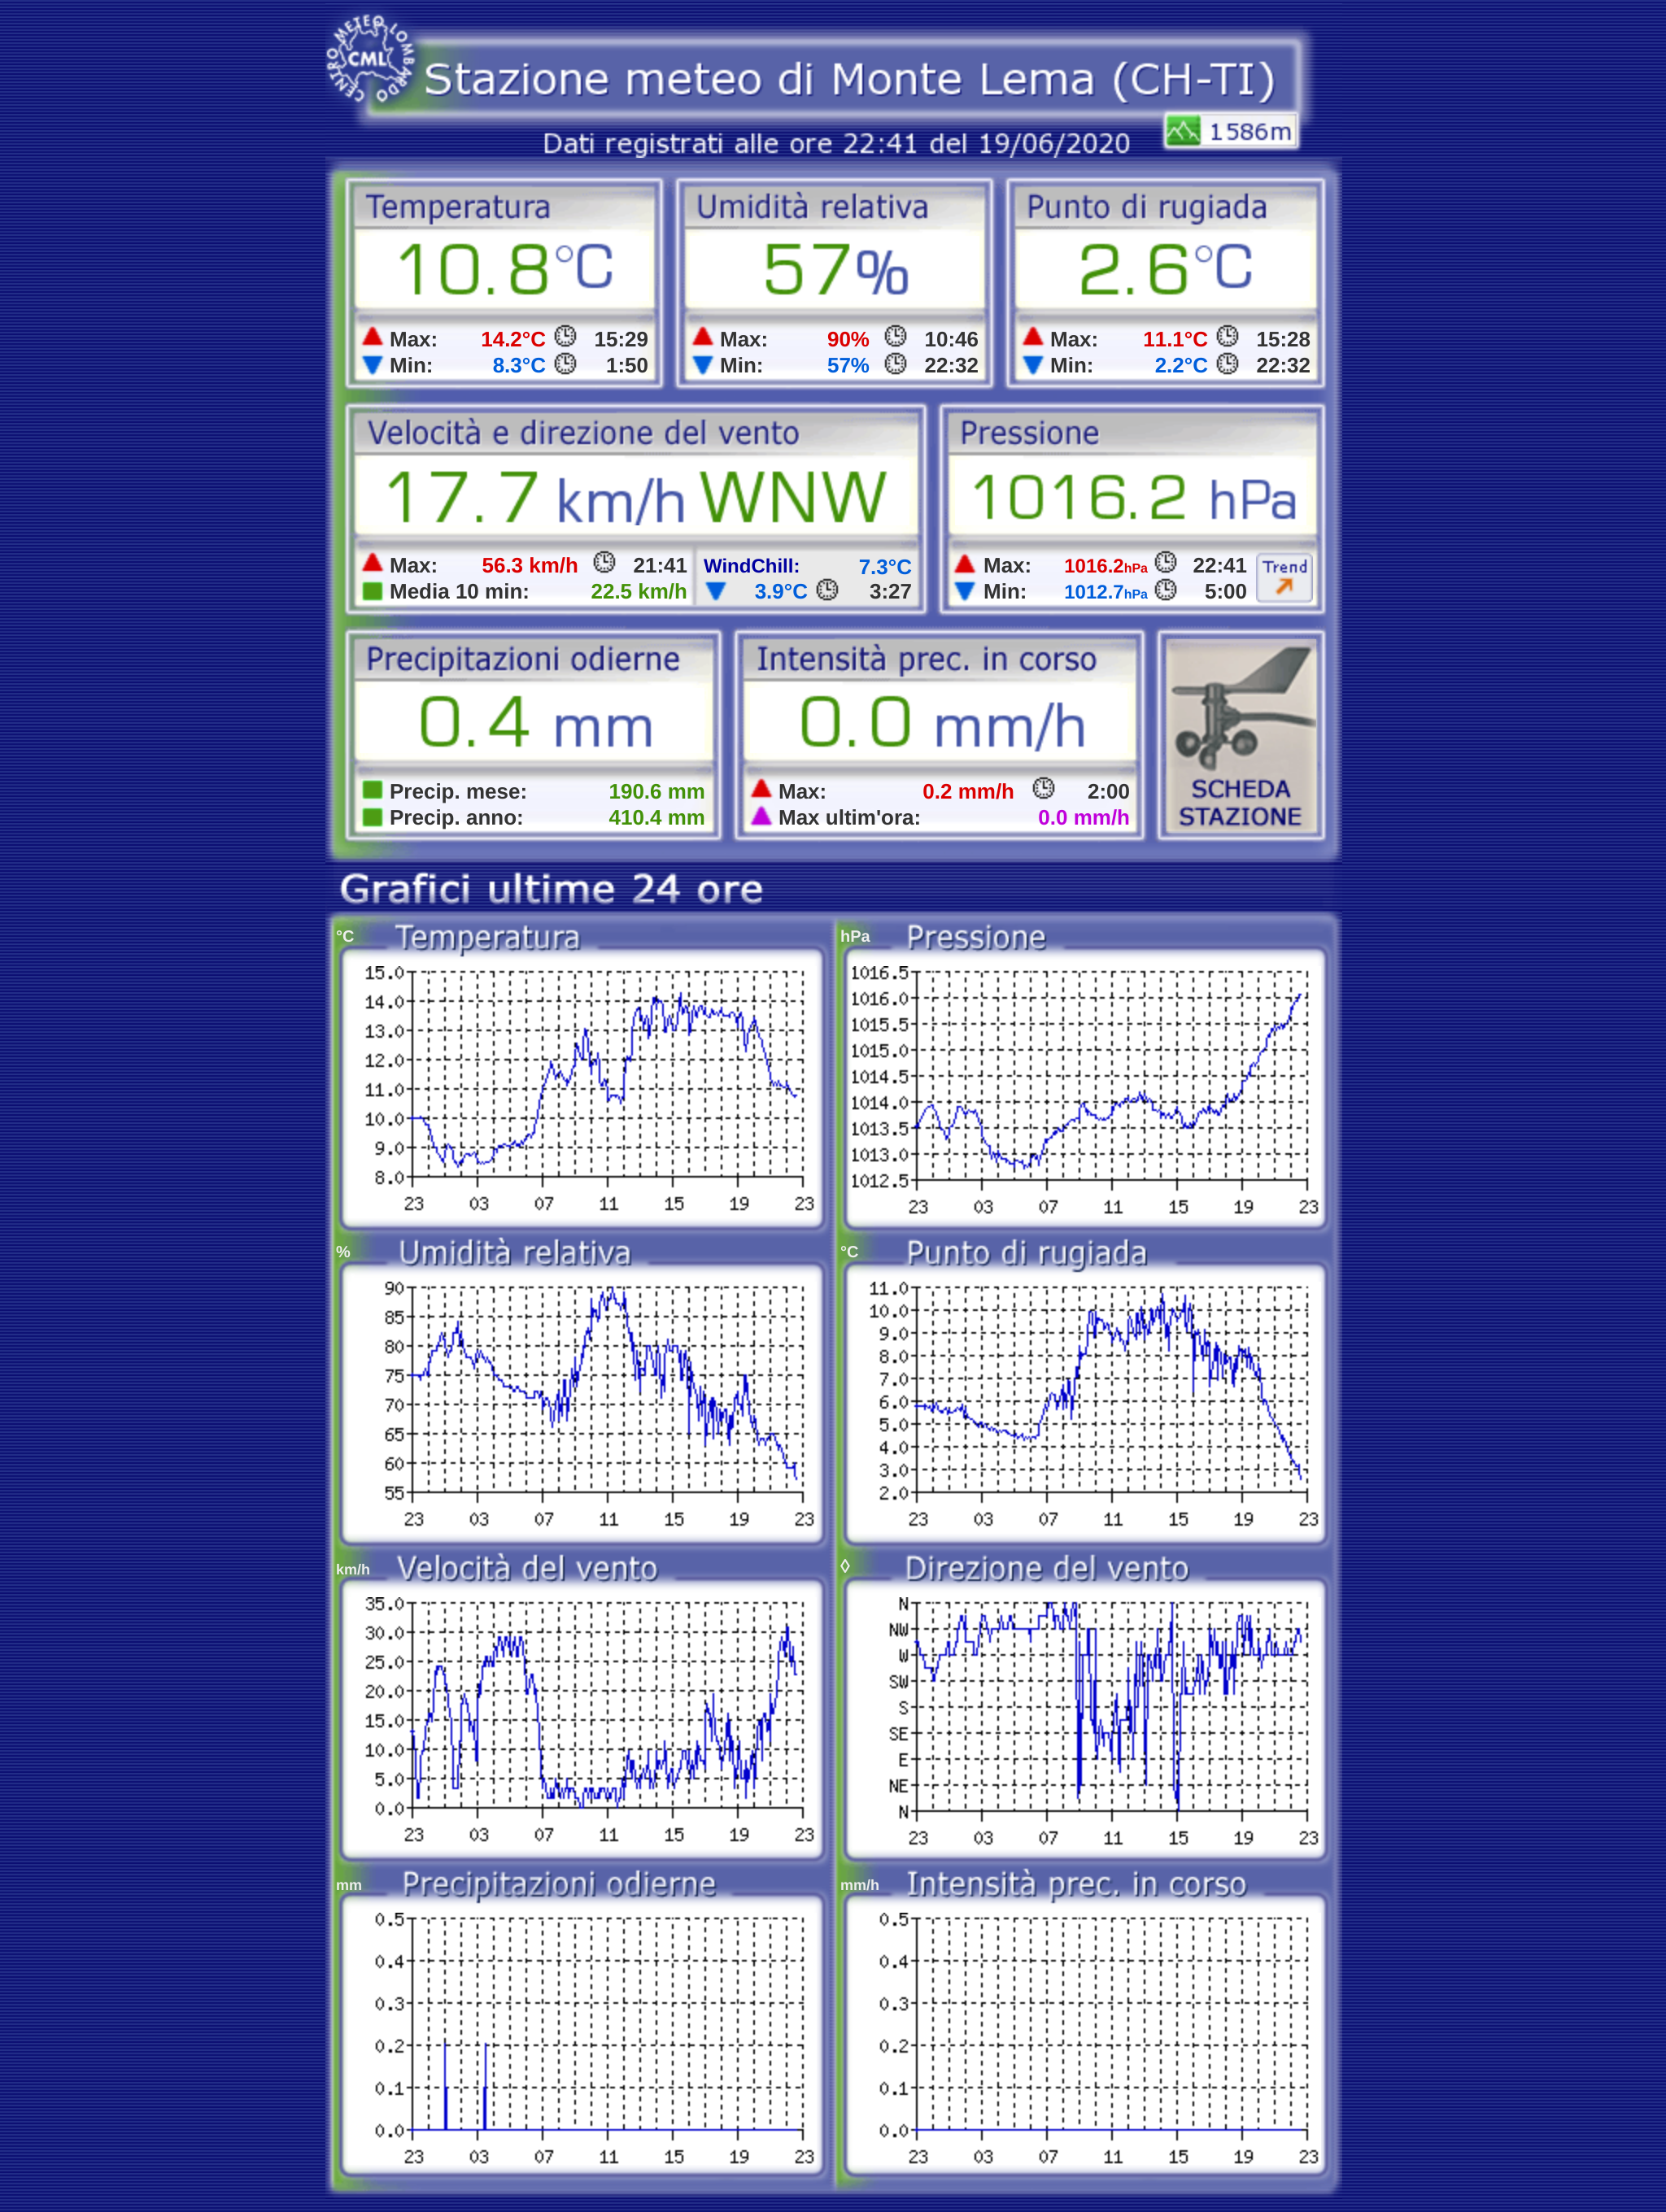 CENTRO METEO LOMBARDO
CML
Stazione meteo di Monte Lema (CH-TI)
Dati registrati alle ore 22:41 del 19/06/2020
1586m
Temperatura Umidità relativa Punto di rugiada
10.8°C 57% 2.6°C
Max: 14.2°C 15:29 Max: 90% 10:46 Max: 11.1°C 15:28
Min: 8.3°C 1:50 Min: 57% 22:32 Min: 2.2°C 22:32
Velocità e direzione del vento Pressione
17.7 km/h WNW 1016.2 hPa
Max: 56.3 km/h 21:41 WindChill: 7.3°C Max: 1016.2hPa 22:41 Trend
Media 10 min: 22.5 km/h 3.9°C 3:27 Min: 1012.7hPa 5:00
Precipitazioni odierne Intensità prec. in corso
0.4 mm 0.0 mm/h
Precip. mese: 190.6 mm Max: 0.2 mm/h 2:00 SCHEDA
Precip. anno: 410.4 mm Max ultim'ora: 0.0 mm/h STAZIONE
Grafici ultime 24 ore
°C Temperatura
15.0
14.0
13.0
12.0
11.0
10.0
9.0
8.0
23 03 07 11 15 19 23
hPa Pressione
1016.5
1016.0
1015.5
1015.0
1014.5
1014.0
1013.5
1013.0
1012.5
23 03 07 11 15 19 23
% Umidità relativa
90
85
80
75
70
65
60
55
23 03 07 11 15 19 23
°C Punto di rugiada
11.0
10.0
9.0
8.0
7.0
6.0
5.0
4.0
3.0
2.0
23 03 07 11 15 19 23
km/h Velocità del vento
35.0
30.0
25.0
20.0
15.0
10.0
5.0
0.0
23 03 07 11 15 19 23
◊ Direzione del vento
N
NW
W
SW
S
SE
E
NE
N
23 03 07 11 15 19 23
mm Precipitazioni odierne
0.5
0.4
0.3
0.2
0.1
0.0
23 03 07 11 15 19 23
mm/h Intensità prec. in corso
0.5
0.4
0.3
0.2
0.1
0.0
23 03 07 11 15 19 23